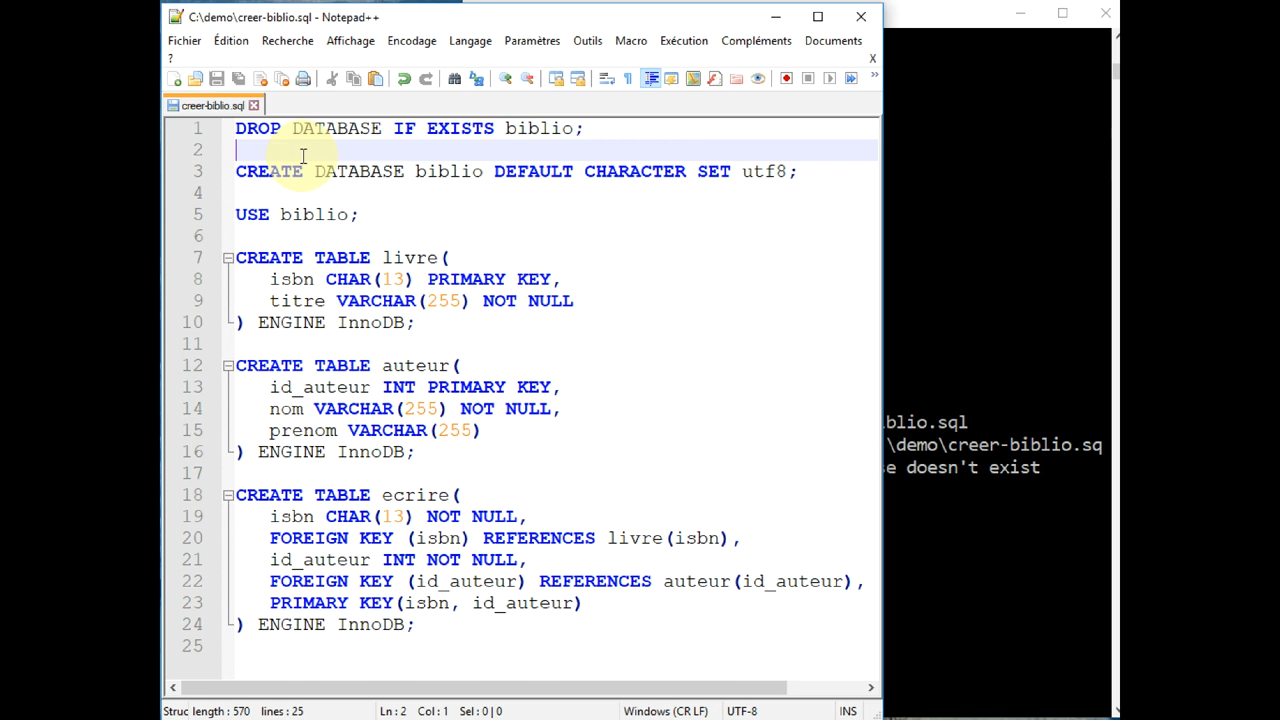 C:\demo\creer-biblio.sql - Notepad++
Fichier Édition Recherche Affichage Encodage Langage Paramètres Outils Macro Exécution Compléments Documents
? X
creer-biblio.sql
1 DROP DATABASE IF EXISTS biblio;
2
3 CREATE DATABASE biblio DEFAULT CHARACTER SET utf8;
4
5 USE biblio;
6
7 CREATE TABLE livre(
8 isbn CHAR(13) PRIMARY KEY,
9 titre VARCHAR(255) NOT NULL
10 ) ENGINE InnoDB;
11
12 CREATE TABLE auteur(
13 id_auteur INT PRIMARY KEY,
14 nom VARCHAR(255) NOT NULL,
15 prenom VARCHAR(255)
16 ) ENGINE InnoDB;
17
18 CREATE TABLE ecrire(
19 isbn CHAR(13) NOT NULL,
20 FOREIGN KEY (isbn) REFERENCES livre(isbn),
21 id_auteur INT NOT NULL,
22 FOREIGN KEY (id_auteur) REFERENCES auteur(id_auteur),
23 PRIMARY KEY(isbn, id_auteur)
24 ) ENGINE InnoDB;
25
Struc length : 570 lines : 25 Ln : 2 Col : 1 Sel : 0 | 0 Windows (CR LF) UTF-8 INS
blio.sql
\demo\creer-biblio.sq
se doesn't exist